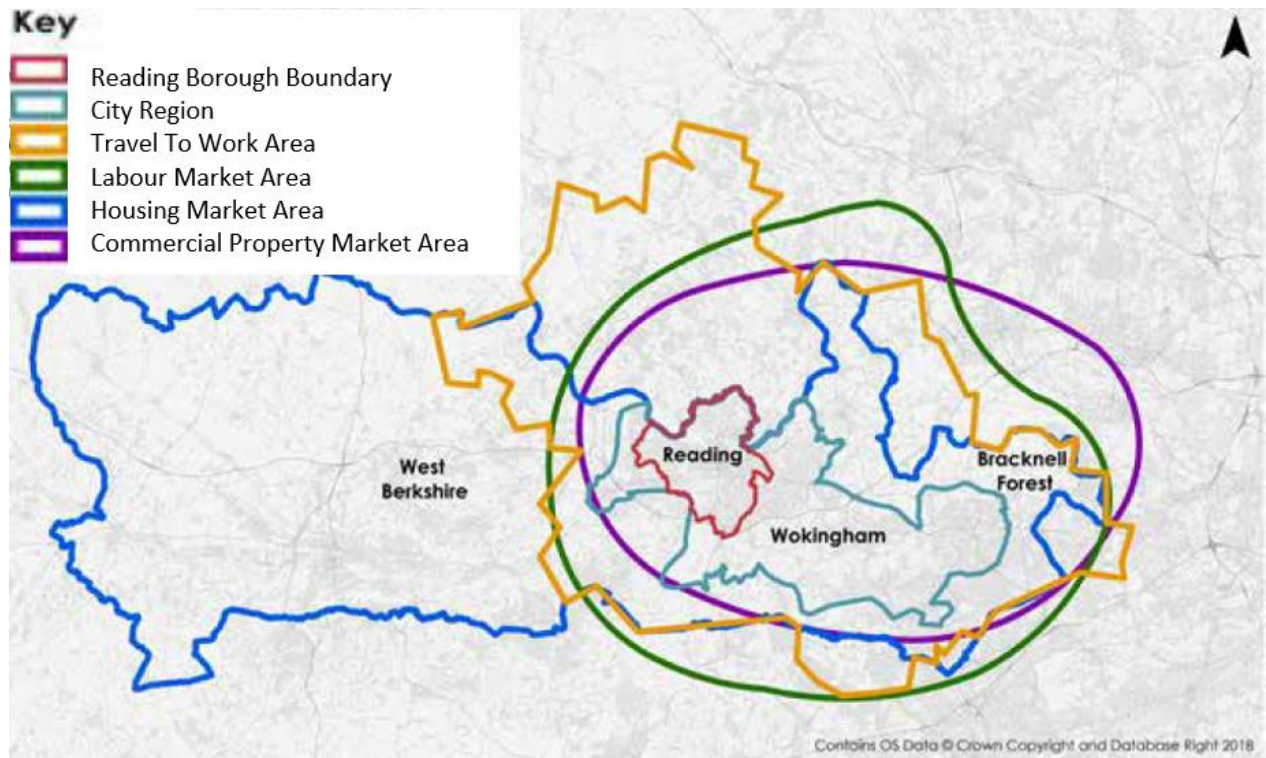 Key
Reading Borough Boundary
City Region
Travel To Work Area
Labour Market Area
Housing Market Area
Commercial Property Market Area
West
Berkshire
Reading
Bracknell
Forest
Wokingham
Contains OS Data © Crown Copyright and Database Right 2018